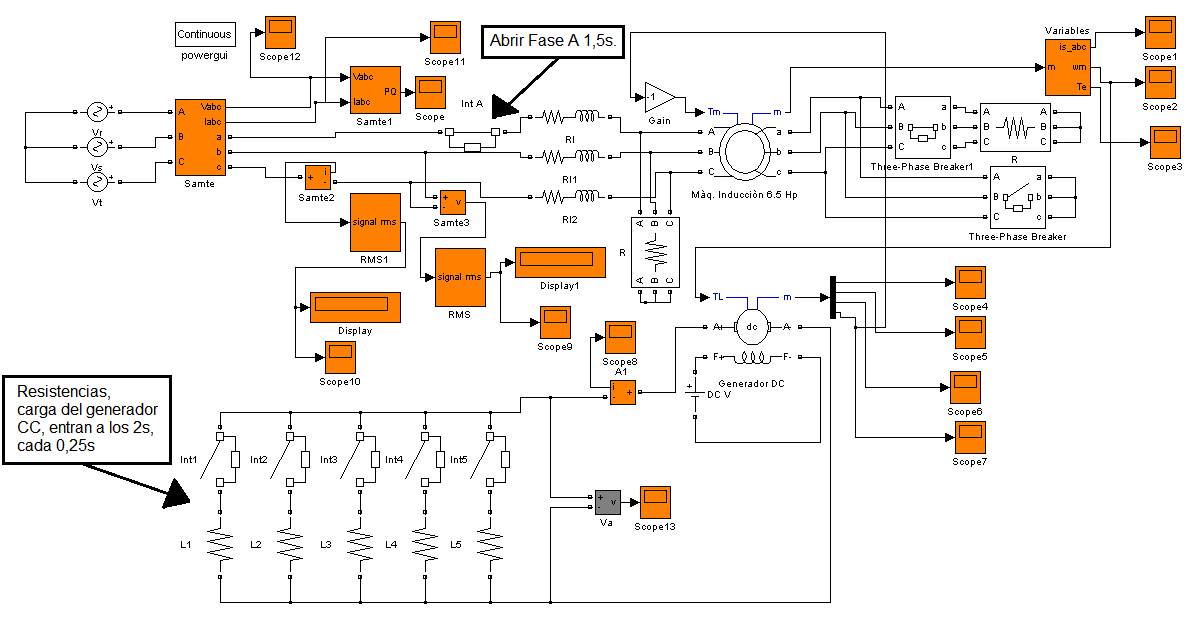 Continuous
powergui
Scope12
Scope11
Abrir Fase A 1,5s.
Variables
is_abc
m
wm
Te
Scope1
Scope2
Scope3
Vabc
Iabc
PQ
Samte1
Scope
Int A
-1
Gain
Tm
m
A
B
C
a
b
c
Màq. Inducciòn 6.5 Hp
A
B
C
a
b
c
Three-Phase Breaker1
A
B
C
a
b
c
R
A
B
C
a
b
c
Three-Phase Breaker
Vr
Vs
Vt
+
+
+
A
B
C
Vabc
Iabc
a
b
c
Samte
RI
RI1
RI2
i
+
-
Samte2
+
-
v
Samte3
signal rms
RMS1
signal rms
RMS
Display1
Display
Scope9
Scope10
A
B
C
R
A
B
C
TL
m
A+
dc
A-
F+
F-
Generador DC
+
DC V
Scope4
Scope5
Scope6
Scope7
Scope8
A1
i
-
+
Resistencias,
carga del generador
CC, entran a los 2s,
cada 0,25s
Int1
Int2
Int3
Int4
Int5
L1
L2
L3
L4
L5
+
-
v
Va
Scope13